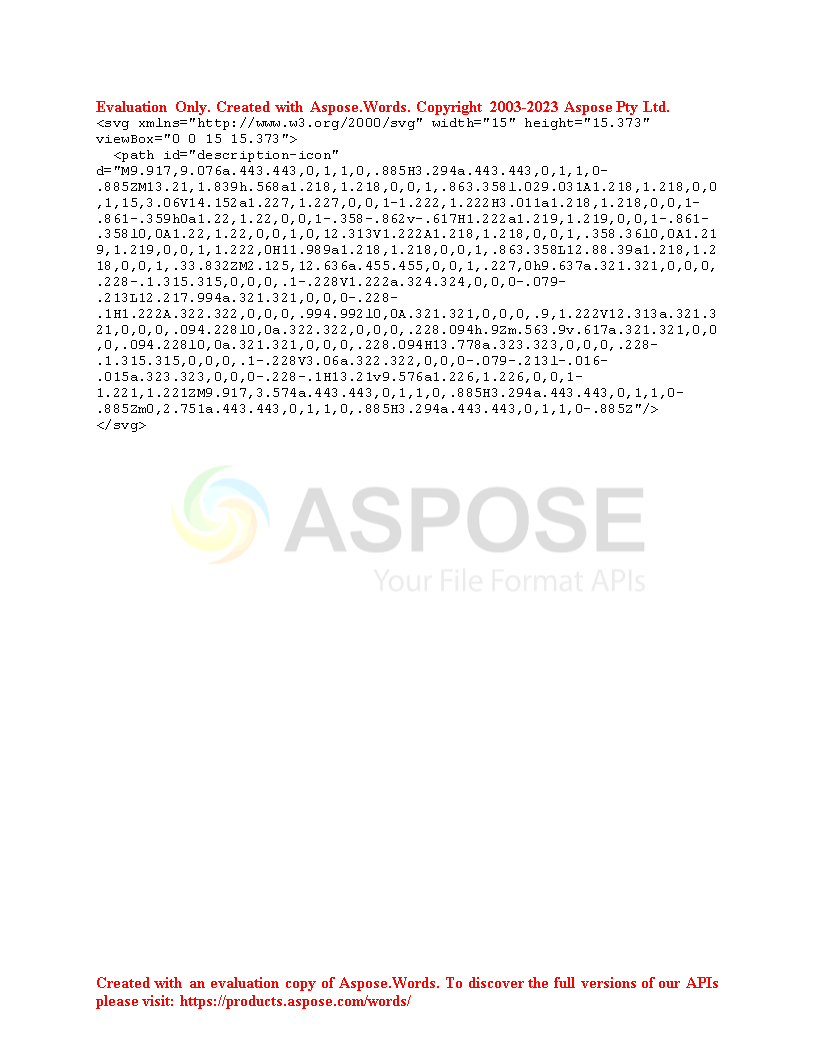 Evaluation Only. Created with Aspose.Words. Copyright 2003-2023 Aspose Pty Ltd.
<svg xmlns="http://www.w3.org/2000/svg" width="15" height="15.373"
viewBox="0 0 15 15.373">
  <path id="description-icon"
d="M9.917,9.076a.443.443,0,1,1,0,.885H3.294a.443.443,0,1,1,0-
.885ZM13.21,1.839h.568a1.218,1.218,0,0,1,.863.358l.029.031A1.218,1.218,0,0
,1,15,3.06V14.152a1.227,1.227,0,0,1-1.222,1.222H3.011a1.218,1.218,0,0,1-
.861-.359h0a1.22,1.22,0,0,1-.358-.862v-.617H1.222a1.219,1.219,0,0,1-.861-
.358l0,0A1.22,1.22,0,0,1,0,12.313V1.222A1.218,1.218,0,0,1,.358.36l0,0A1.21
9,1.219,0,0,1,1.222,0H11.989a1.218,1.218,0,0,1,.863.358L12.88.39a1.218,1.2
18,0,0,1,.33.832ZM2.125,12.636a.455.455,0,0,1,.227,0h9.637a.321.321,0,0,0,
.228-.1.315.315,0,0,0,.1-.228V1.222a.324.324,0,0,0-.079-
.213L12.217.994a.321.321,0,0,0-.228-
.1H1.222A.322.322,0,0,0,.994.992l0,0A.321.321,0,0,0,.9,1.222V12.313a.321.3
21,0,0,0,.094.228l0,0a.322.322,0,0,0,.228.094h.9Zm.563.9v.617a.321.321,0,0
,0,.094.228l0,0a.321.321,0,0,0,.228.094H13.778a.323.323,0,0,0,.228-
.1.315.315,0,0,0,.1-.228V3.06a.322.322,0,0,0-.079-.213l-.016-
.015a.323.323,0,0,0-.228-.1H13.21v9.576a1.226,1.226,0,0,1-
1.221,1.221ZM9.917,3.574a.443.443,0,1,1,0,.885H3.294a.443.443,0,1,1,0-
.885Zm0,2.751a.443.443,0,1,1,0,.885H3.294a.443.443,0,1,1,0-.885Z"/>
</svg>
ASPOSE
Your File Format APIs
Created with an evaluation copy of Aspose.Words. To discover the full versions of our APIs
please visit: https://products.aspose.com/words/